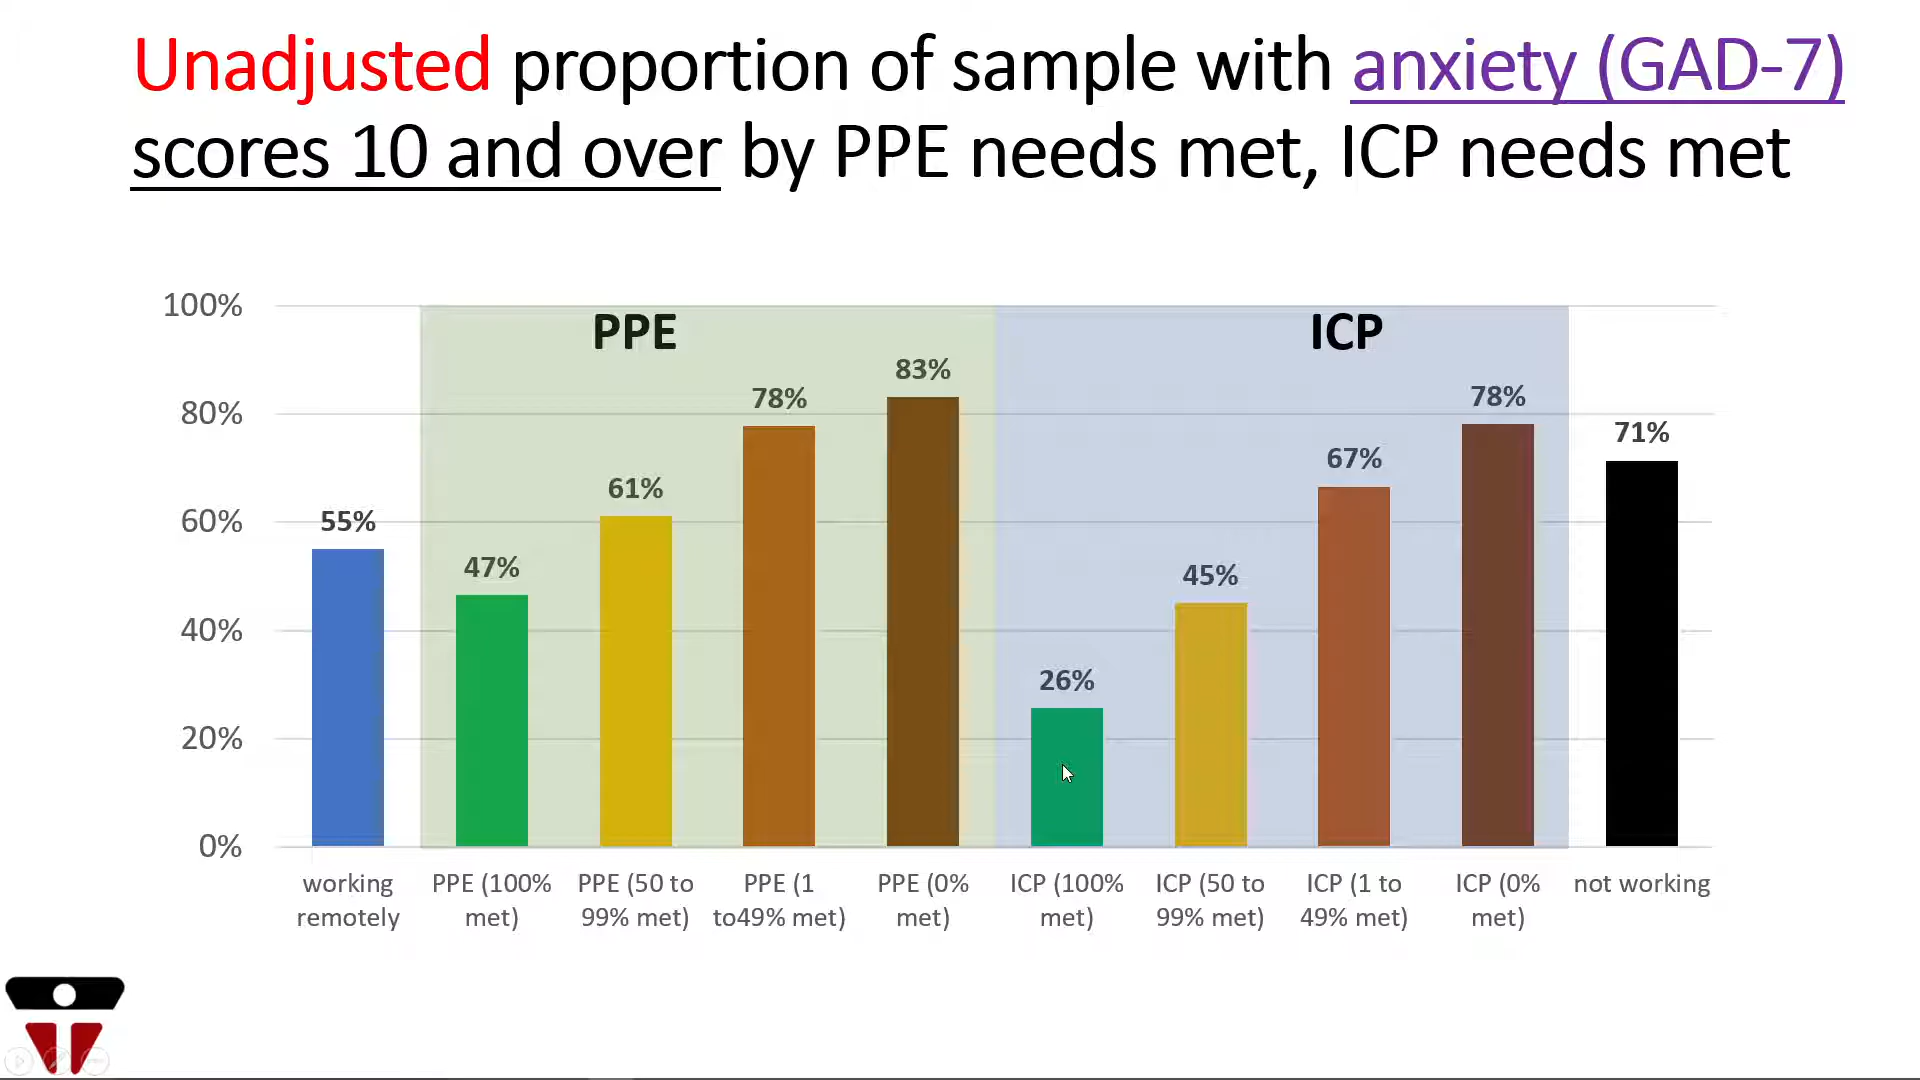 Unadjusted proportion of sample with anxiety (GAD-7)
scores 10 and over by PPE needs met, ICP needs met
100%
80%
60%
40%
20%
0%
PPE
ICP
55%
47%
61%
78%
83%
26%
45%
67%
78%
71%
working
remotely
PPE (100%
met)
PPE (50 to
99% met)
PPE (1
to49% met)
PPE (0%
met)
ICP (100%
met)
ICP (50 to
99% met)
ICP (1 to
49% met)
ICP (0%
met)
not working